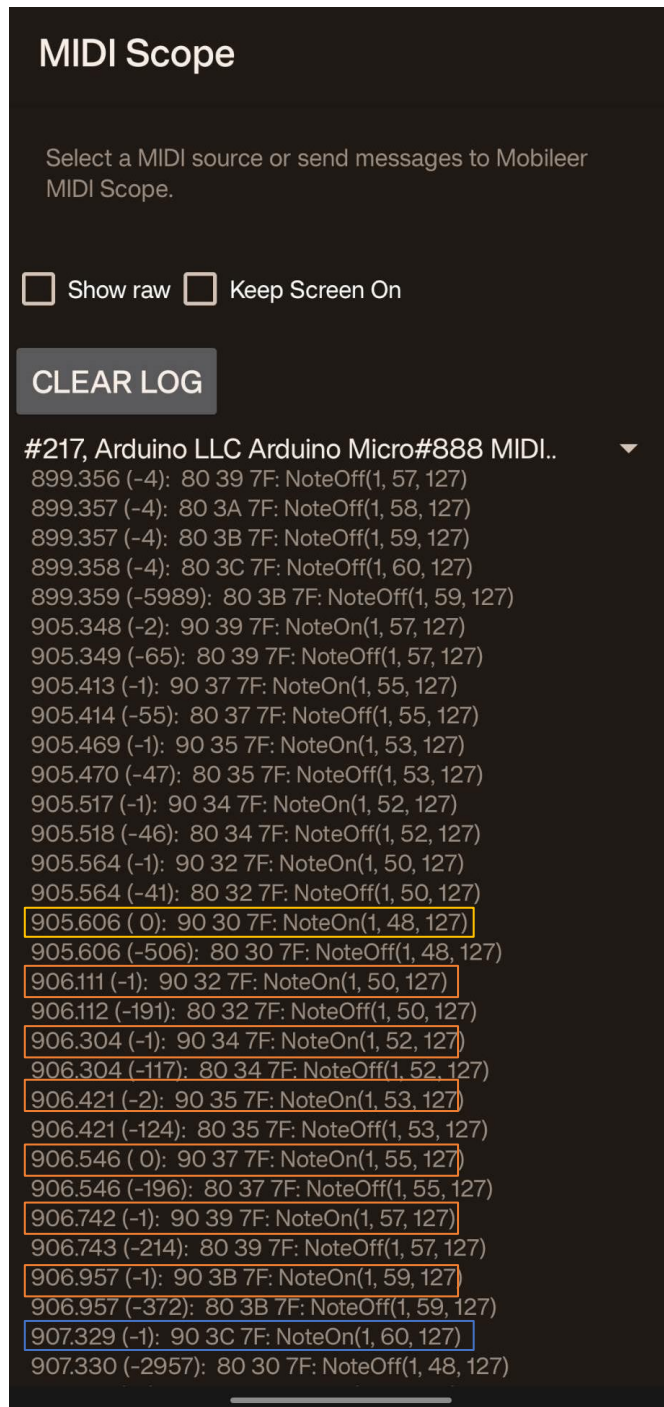 MIDI Scope
Select a MIDI source or send messages to Mobileer
MIDI Scope.
Show raw Keep Screen On
CLEAR LOG
#217, Arduino LLC Arduino Micro#888 MIDI..
899.356 (-4): 80 39 7F: NoteOff(1, 57, 127)
899.357 (-4): 80 3A 7F: NoteOff(1, 58, 127)
899.357 (-4): 80 3B 7F: NoteOff(1, 59, 127)
899.358 (-4): 80 3C 7F: NoteOff(1, 60, 127)
899.359 (-5989): 80 3B 7F: NoteOff(1, 59, 127)
905.348 (-2): 90 39 7F: NoteOn(1, 57, 127)
905.349 (-65): 80 39 7F: NoteOff(1, 57, 127)
905.413 (-1): 90 37 7F: NoteOn(1, 55, 127)
905.414 (-55): 80 37 7F: NoteOff(1, 55, 127)
905.469 (-1): 90 35 7F: NoteOn(1, 53, 127)
905.470 (-47): 80 35 7F: NoteOff(1, 53, 127)
905.517 (-1): 90 34 7F: NoteOn(1, 52, 127)
905.518 (-46): 80 34 7F: NoteOff(1, 52, 127)
905.564 (-1): 90 32 7F: NoteOn(1, 50, 127)
905.564 (-41): 80 32 7F: NoteOff(1, 50, 127)
905.606 ( 0): 90 30 7F: NoteOn(1, 48, 127)
905.606 (-506): 80 30 7F: NoteOff(1, 48, 127)
906.111 (-1): 90 32 7F: NoteOn(1, 50, 127)
906.112 (-191): 80 32 7F: NoteOff(1, 50, 127)
906.304 (-1): 90 34 7F: NoteOn(1, 52, 127)
906.304 (-117): 80 34 7F: NoteOff(1, 52, 127)
906.421 (-2): 90 35 7F: NoteOn(1, 53, 127)
906.421 (-124): 80 35 7F: NoteOff(1, 53, 127)
906.546 ( 0): 90 37 7F: NoteOn(1, 55, 127)
906.546 (-196): 80 37 7F: NoteOff(1, 55, 127)
906.742 (-1): 90 39 7F: NoteOn(1, 57, 127)
906.743 (-214): 80 39 7F: NoteOff(1, 57, 127)
906.957 (-1): 90 3B 7F: NoteOn(1, 59, 127)
906.957 (-372): 80 3B 7F: NoteOff(1, 59, 127)
907.329 (-1): 90 3C 7F: NoteOn(1, 60, 127)
907.330 (-2957): 80 30 7F: NoteOff(1, 48, 127)